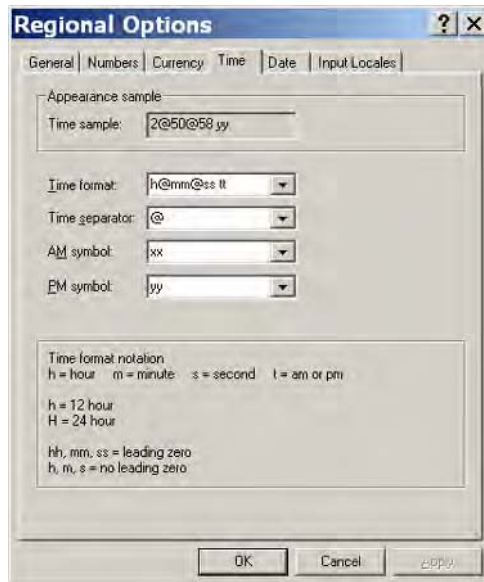 Regional Options
General Numbers Currency Time Date Input Locales
Appearance sample
Time sample: 2@50@58 yy
Time format: h@mm@ss tt
Time separator: @
AM symbol: xx
PM symbol: yy
Time format notation
h = hour m = minute s = second t = am or pm
h = 12 hour
H = 24 hour
hh, mm, ss = leading zero
h, m, s = no leading zero
OK Cancel Apply